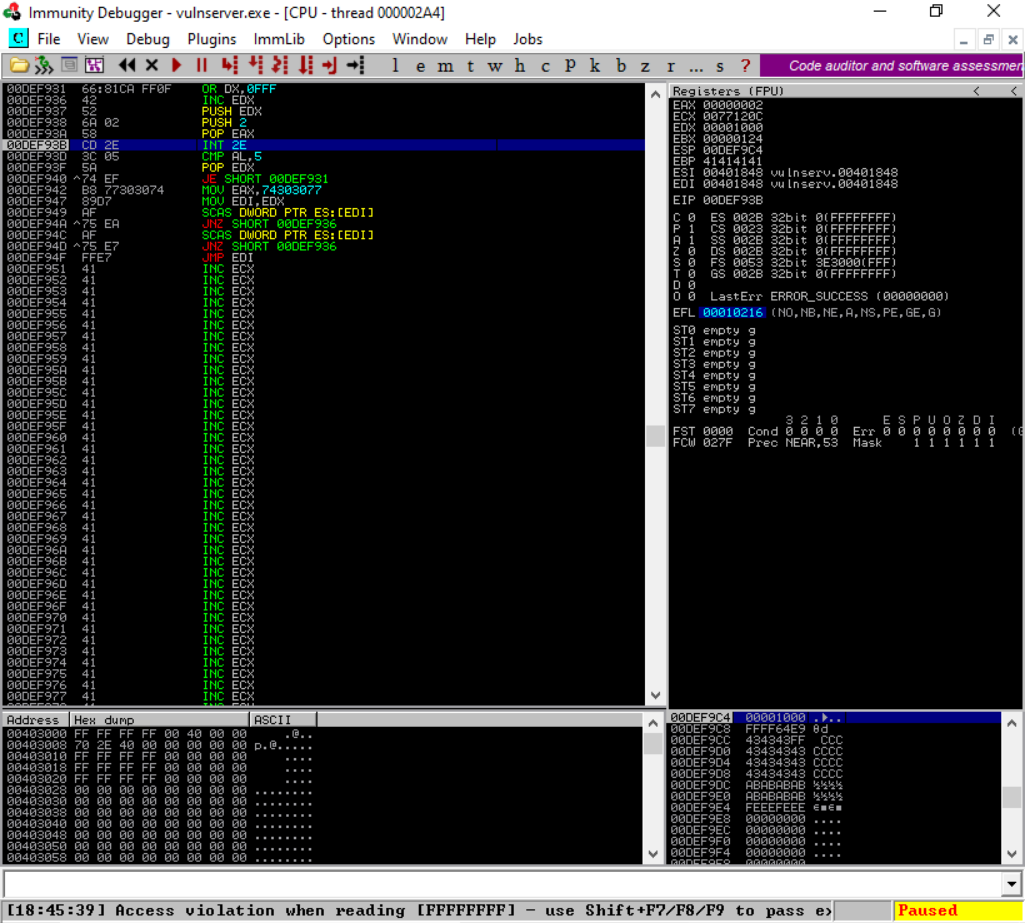 Immunity Debugger - vulnserver.exe - [CPU - thread 000002A4]
C File View Debug Plugins ImmLib Options Window Help Jobs
l e m t w h c P k b z r ... s ? Code auditor and software assessmen
00DEF931 66:81CA FF0F OR DX,0FFF
00DEF936 42 INC EDX
00DEF937 52 PUSH EDX
00DEF938 6A 02 PUSH 2
00DEF93A 58 POP EAX
00DEF93B CD 2E INT 2E
00DEF93D 3C 05 CMP AL,5
00DEF93F 5A POP EDX
00DEF940 ^74 EF JE SHORT 00DEF931
00DEF942 B8 77303074 MOV EAX,74303077
00DEF947 89D7 MOV EDI,EDX
00DEF949 AF SCAS DWORD PTR ES:[EDI]
00DEF94A ^75 EA JNZ SHORT 00DEF936
00DEF94C AF SCAS DWORD PTR ES:[EDI]
00DEF94D ^75 E7 JNZ SHORT 00DEF936
00DEF94F FFE7 JMP EDI
00DEF951 41 INC ECX
00DEF952 41 INC ECX
00DEF953 41 INC ECX
00DEF954 41 INC ECX
00DEF955 41 INC ECX
00DEF956 41 INC ECX
00DEF957 41 INC ECX
00DEF958 41 INC ECX
00DEF959 41 INC ECX
00DEF95A 41 INC ECX
00DEF95B 41 INC ECX
00DEF95C 41 INC ECX
00DEF95D 41 INC ECX
00DEF95E 41 INC ECX
00DEF95F 41 INC ECX
00DEF960 41 INC ECX
00DEF961 41 INC ECX
00DEF962 41 INC ECX
00DEF963 41 INC ECX
00DEF964 41 INC ECX
00DEF965 41 INC ECX
00DEF966 41 INC ECX
00DEF967 41 INC ECX
00DEF968 41 INC ECX
00DEF969 41 INC ECX
00DEF96A 41 INC ECX
00DEF96B 41 INC ECX
00DEF96C 41 INC ECX
00DEF96D 41 INC ECX
00DEF96E 41 INC ECX
00DEF96F 41 INC ECX
00DEF970 41 INC ECX
00DEF971 41 INC ECX
00DEF972 41 INC ECX
00DEF973 41 INC ECX
00DEF974 41 INC ECX
00DEF975 41 INC ECX
00DEF976 41 INC ECX
00DEF977 41 INC ECX
Registers (FPU) < <
EAX 00000002
ECX 0077120C
EDX 00001000
EBX 00000124
ESP 00DEF9C4
EBP 41414141
ESI 00401848 vulnserv.00401848
EDI 00401848 vulnserv.00401848
EIP 00DEF93B
C 0 ES 002B 32bit 0(FFFFFFFF)
P 1 CS 0023 32bit 0(FFFFFFFF)
A 1 SS 002B 32bit 0(FFFFFFFF)
Z 0 DS 002B 32bit 0(FFFFFFFF)
S 0 FS 0053 32bit 3E3000(FFF)
T 0 GS 002B 32bit 0(FFFFFFFF)
D 0
O 0 LastErr ERROR_SUCCESS (00000000)
EFL 00010216 (NO,NB,NE,A,NS,PE,GE,G)
ST0 empty g
ST1 empty g
ST2 empty g
ST3 empty g
ST4 empty g
ST5 empty g
ST6 empty g
ST7 empty g
3 2 1 0 E S P U O Z D I
FST 0000 Cond 0 0 0 0 Err 0 0 0 0 0 0 0 0 (G
FCW 027F Prec NEAR,53 Mask 1 1 1 1 1 1
Address Hex dump ASCII
00403000 FF FF FF FF 00 40 00 00 .@..
00403008 70 2E 40 00 00 00 00 00 p.@.....
00403010 FF FF FF FF 00 00 00 00 ....
00403018 FF FF FF FF 00 00 00 00 ....
00403020 FF FF FF FF 00 00 00 00 ....
00403028 00 00 00 00 00 00 00 00 ........
00403030 00 00 00 00 00 00 00 00 ........
00403038 00 00 00 00 00 00 00 00 ........
00403040 00 00 00 00 00 00 00 00 ........
00403048 00 00 00 00 00 00 00 00 ........
00403050 00 00 00 00 00 00 00 00 ........
00403058 00 00 00 00 00 00 00 00 ........
00DEF9C4 00001000 .►..
00DEF9C8 FFFF64E9 θd
00DEF9CC 434343FF CCC
00DEF9D0 43434343 CCCC
00DEF9D4 43434343 CCCC
00DEF9D8 43434343 CCCC
00DEF9DC ABABABAB ½½½½
00DEF9E0 ABABABAB ½½½½
00DEF9E4 FEEEFEEE ε■ε■
00DEF9E8 00000000 ....
00DEF9EC 00000000 ....
00DEF9F0 00000000 ....
00DEF9F4 00000000 ....
[18:45:39] Access violation when reading [FFFFFFFF] - use Shift+F7/F8/F9 to pass e
Paused